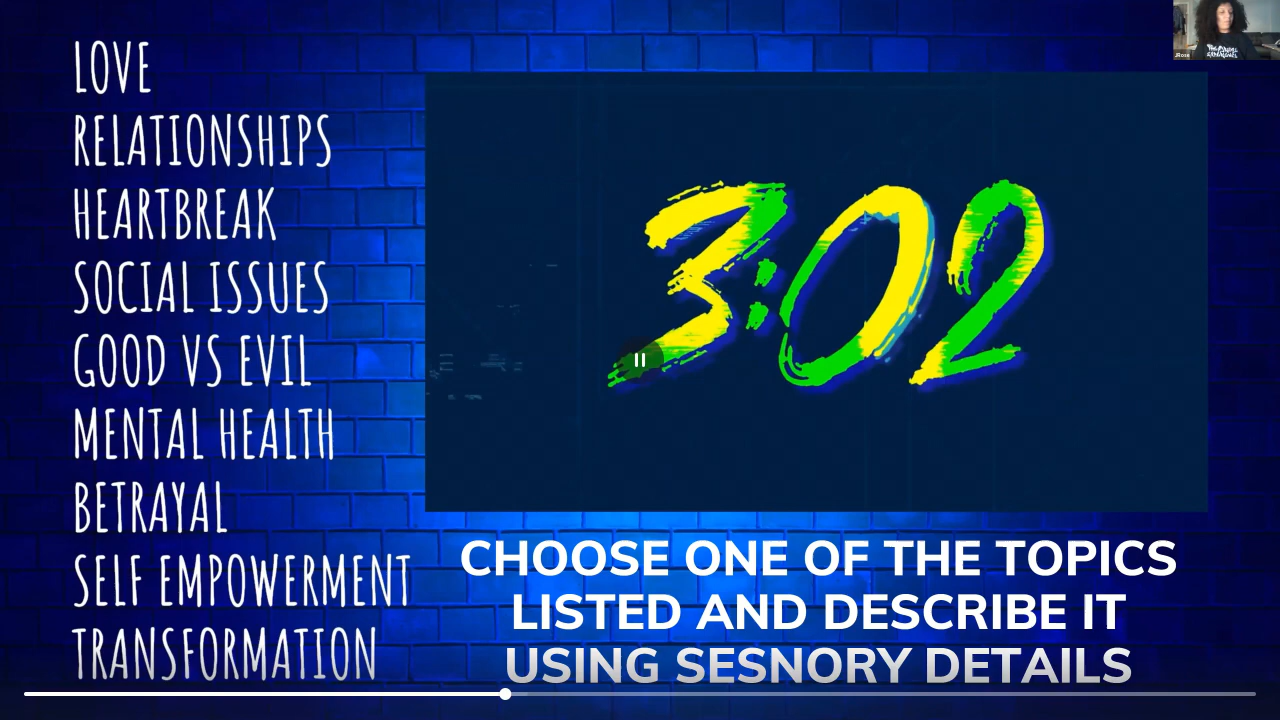 LOVE
RELATIONSHIPS
HEARTBREAK
SOCIAL ISSUES
GOOD VS EVIL
MENTAL HEALTH
BETRAYAL
SELF EMPOWERMENT
TRANSFORMATION
3:02
CHOOSE ONE OF THE TOPICS
LISTED AND DESCRIBE IT
USING SESNORY DETAILS